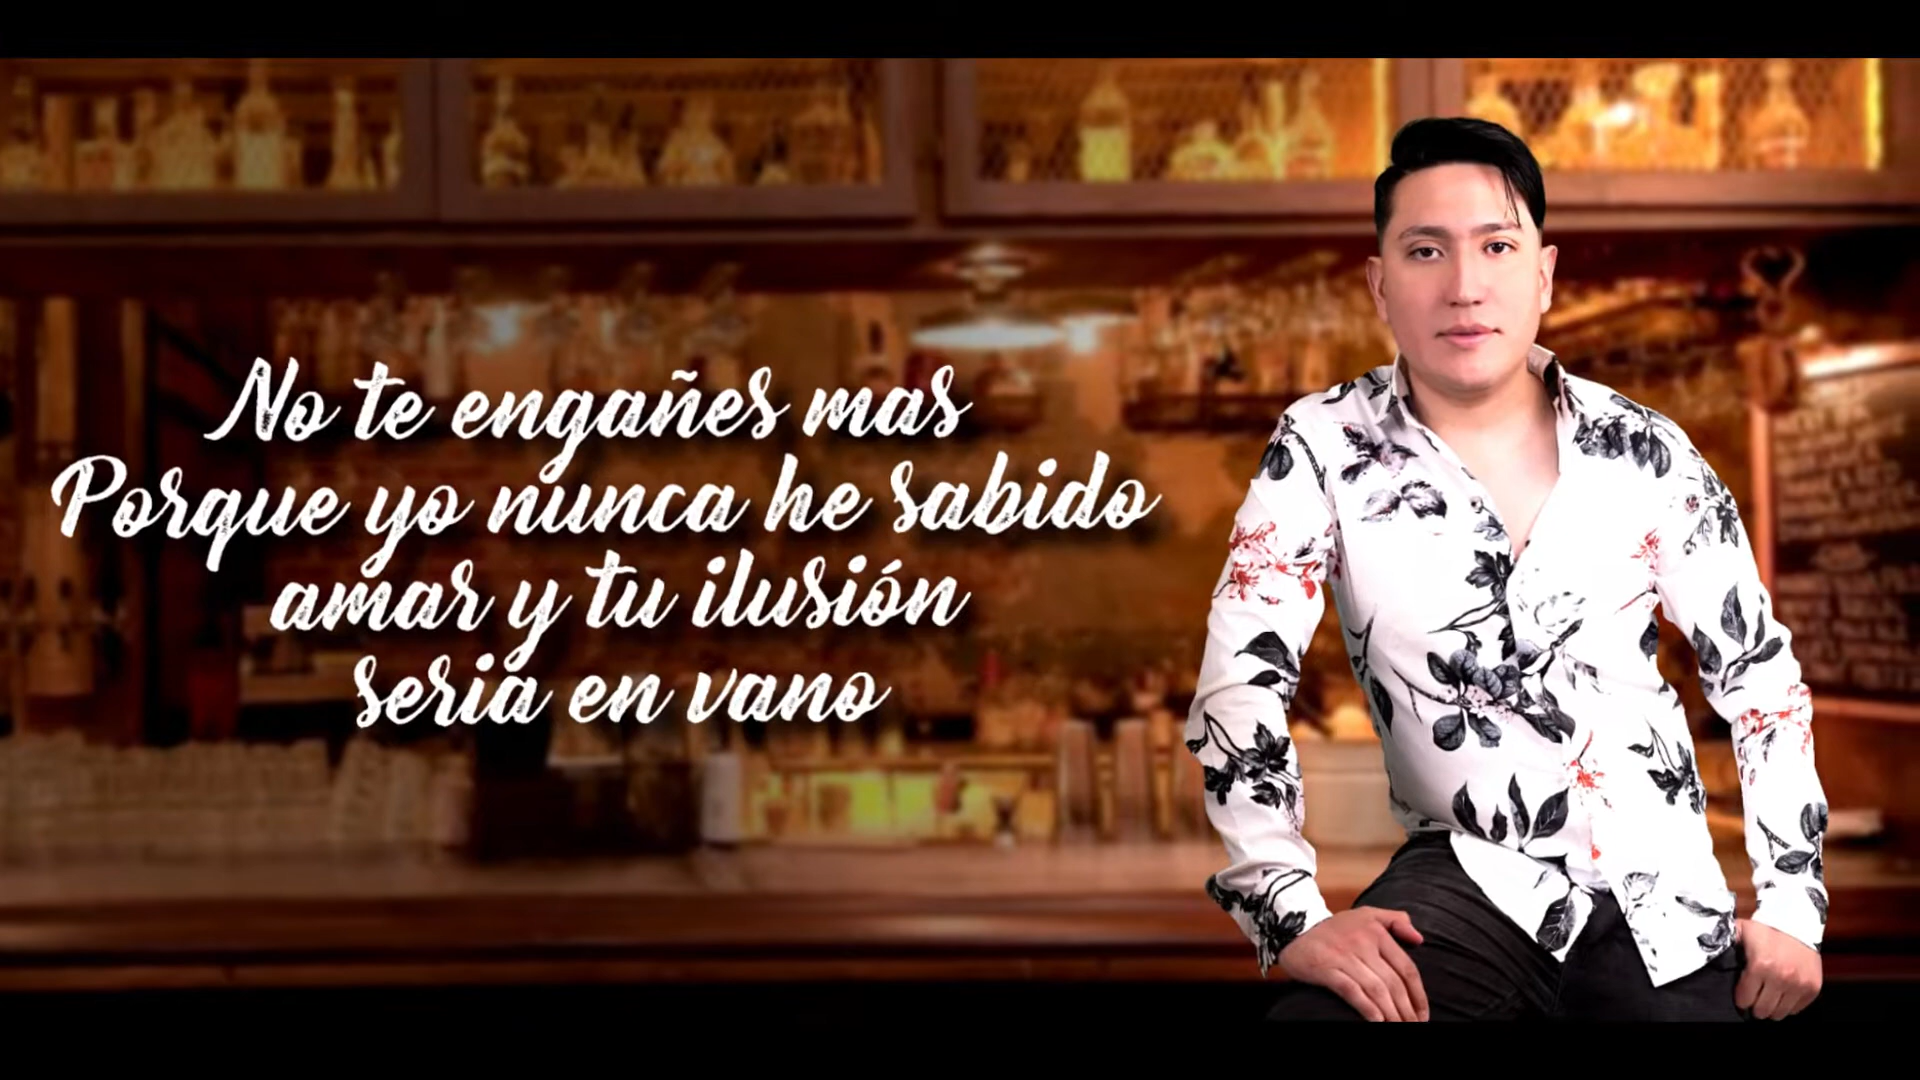 No te engañes mas
Porque yo nunca he sabido
amar y tu ilusión
seria en vano